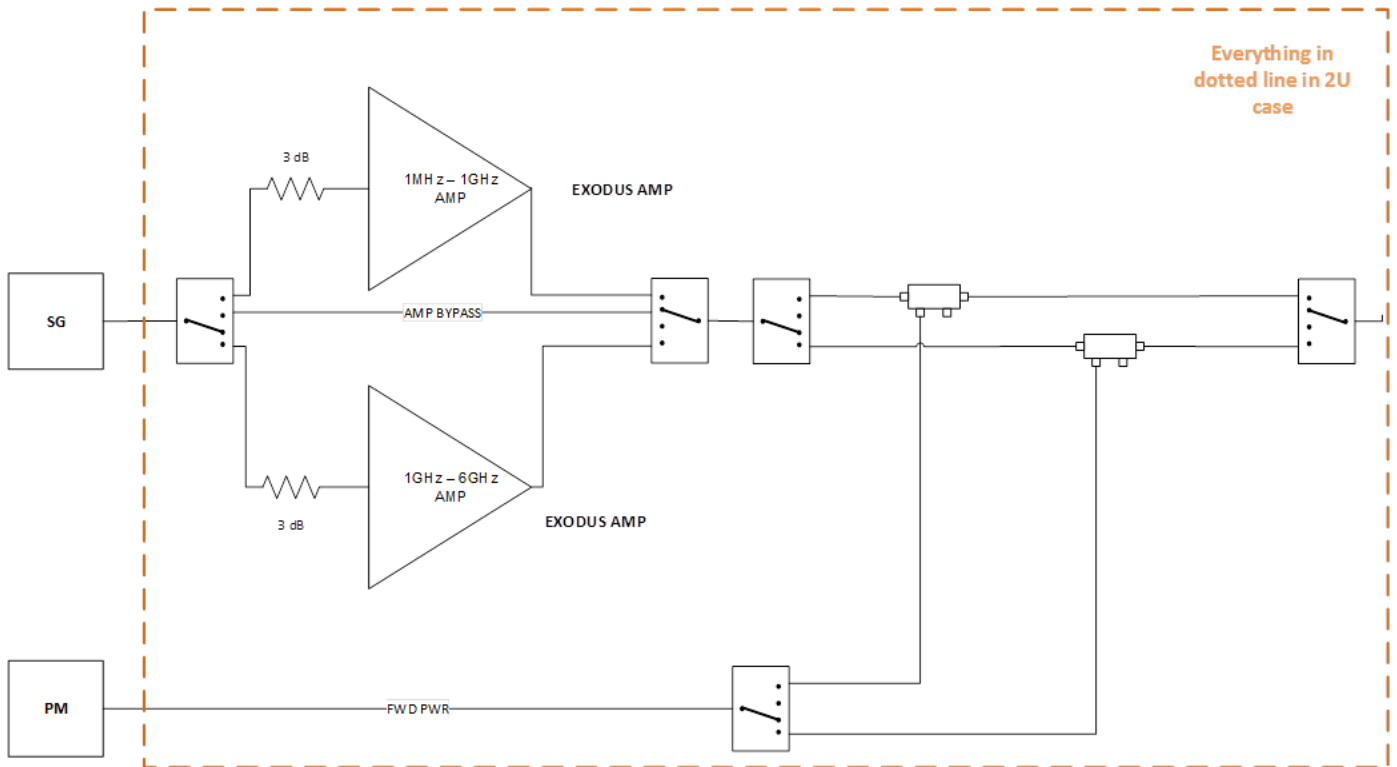 Everything in
dotted line in 2U
case
3 dB
1MHz – 1GHz
AMP
EXODUS AMP
SG
AMP BYPASS
1GHz – 6GHz
AMP
EXODUS AMP
3 dB
PM
FWD PWR